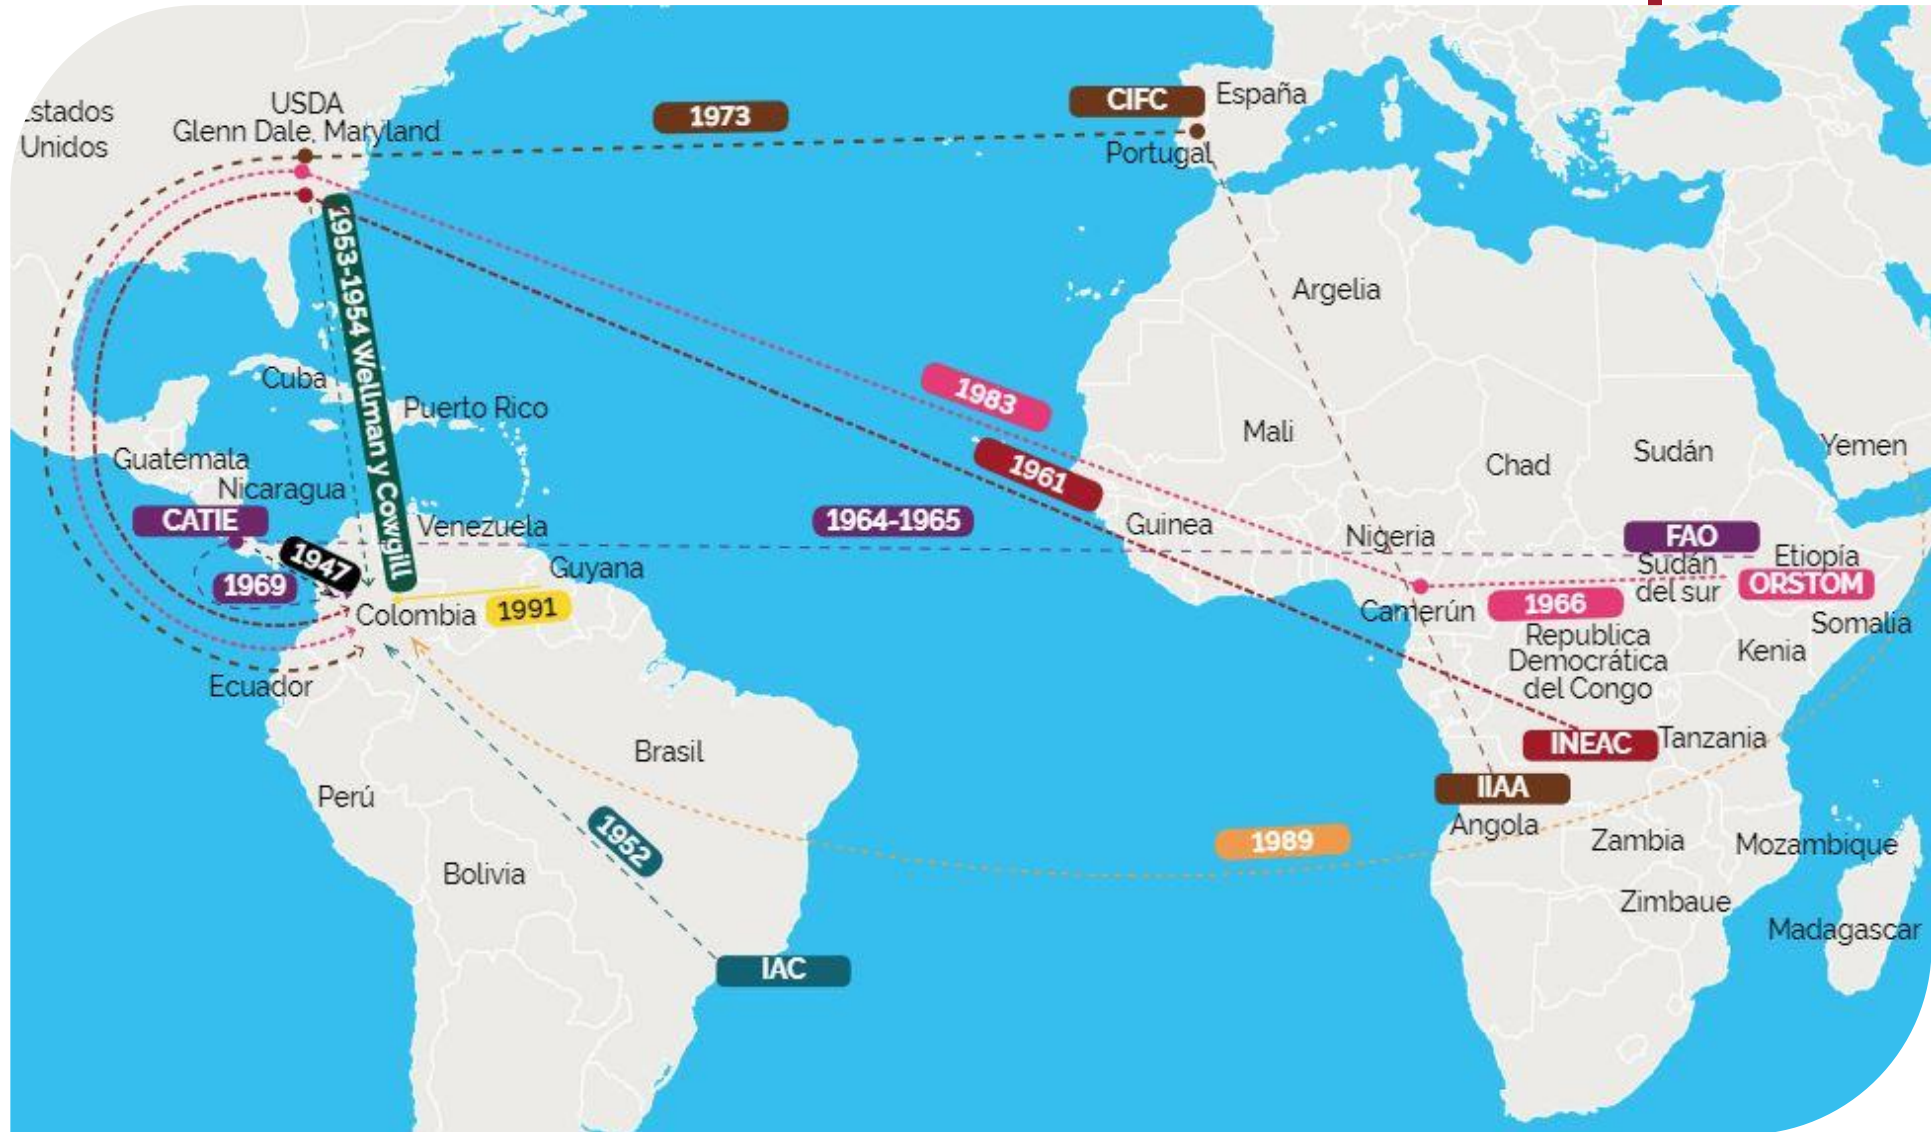 USDA
Glenn Dale, Maryland
Estados
Unidos
1973
CIFC
España
Portugal
1953-1954 Wellman y Cowgill
Argelia
Cuba
Puerto Rico
1983
1961
Mali
Chad
Sudán
Yemen
Guatemala
Nicaragua
CATIE
1947
1969
Venezuela
1964-1965
Guinea
Nigeria
FAO
Sudán
del sur
Etiopía
ORSTOM
Guyana
Colombia
1991
Camerún
1966
Somalia
Republica
Democrática
del Congo
Kenia
Ecuador
Brasil
INEAC
Tanzania
Perú
IIAA
Angola
1952
1989
Zambia
Mozambique
Bolivia
Zimbaue
Madagascar
IAC